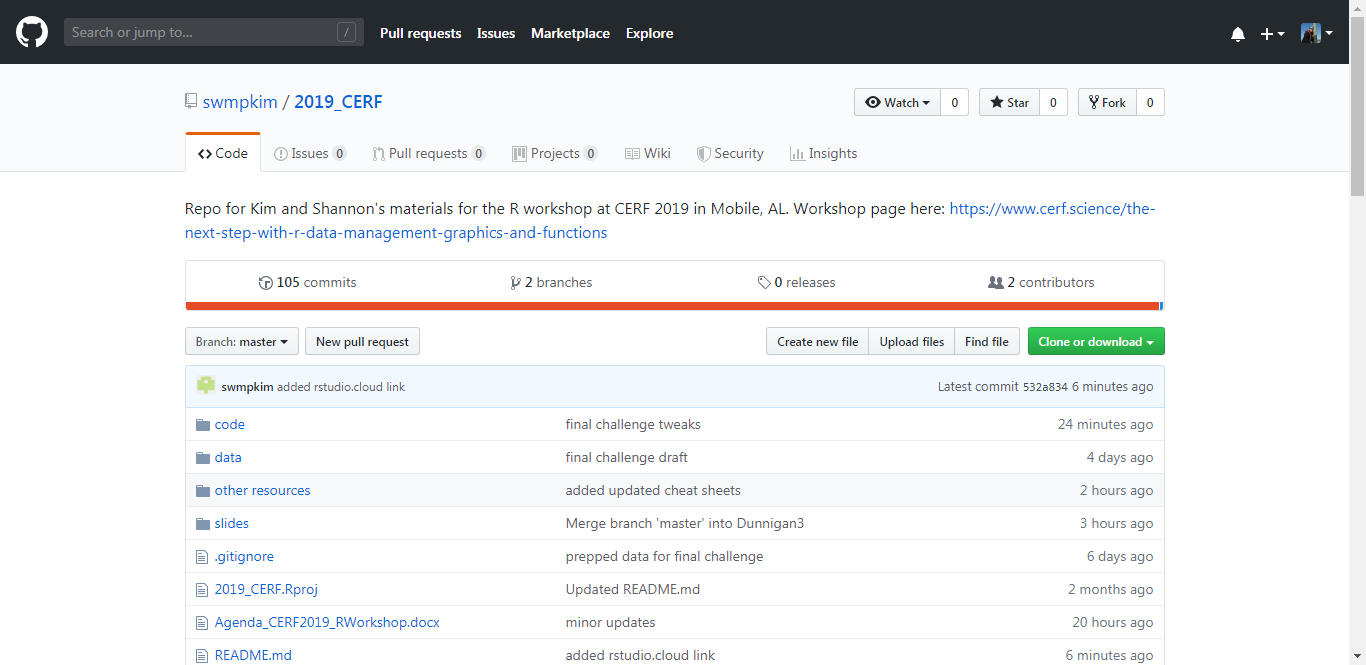 Search or jump to... /
Pull requests Issues Marketplace Explore
swmpkim / 2019_CERF
Watch 0 Star 0 Fork 0
Code Issues 0 Pull requests 0 Projects 0 Wiki Security Insights
Repo for Kim and Shannon's materials for the R workshop at CERF 2019 in Mobile, AL. Workshop page here: https://www.cerf.science/the-
next-step-with-r-data-management-graphics-and-functions
105 commits 2 branches 0 releases 2 contributors
Branch: master New pull request Create new file Upload files Find file Clone or download
swmpkim added rstudio.cloud link Latest commit 532a834 6 minutes ago
code final challenge tweaks 24 minutes ago
data final challenge draft 4 days ago
other resources added updated cheat sheets 2 hours ago
slides Merge branch 'master' into Dunnigan3 3 hours ago
.gitignore prepped data for final challenge 6 days ago
2019_CERF.Rproj Updated README.md 2 months ago
Agenda_CERF2019_RWorkshop.docx minor updates 20 hours ago
README.md added rstudio.cloud link 6 minutes ago